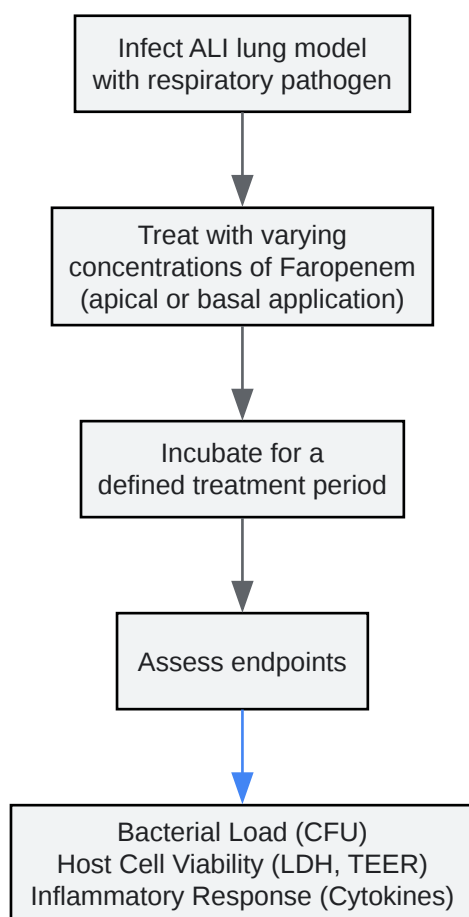 Infect ALI lung model
with respiratory pathogen
Treat with varying
concentrations of Faropenem
(apical or basal application)
Incubate for a
defined treatment period
Assess endpoints
Bacterial Load (CFU)
Host Cell Viability (LDH, TEER)
Inflammatory Response (Cytokines)